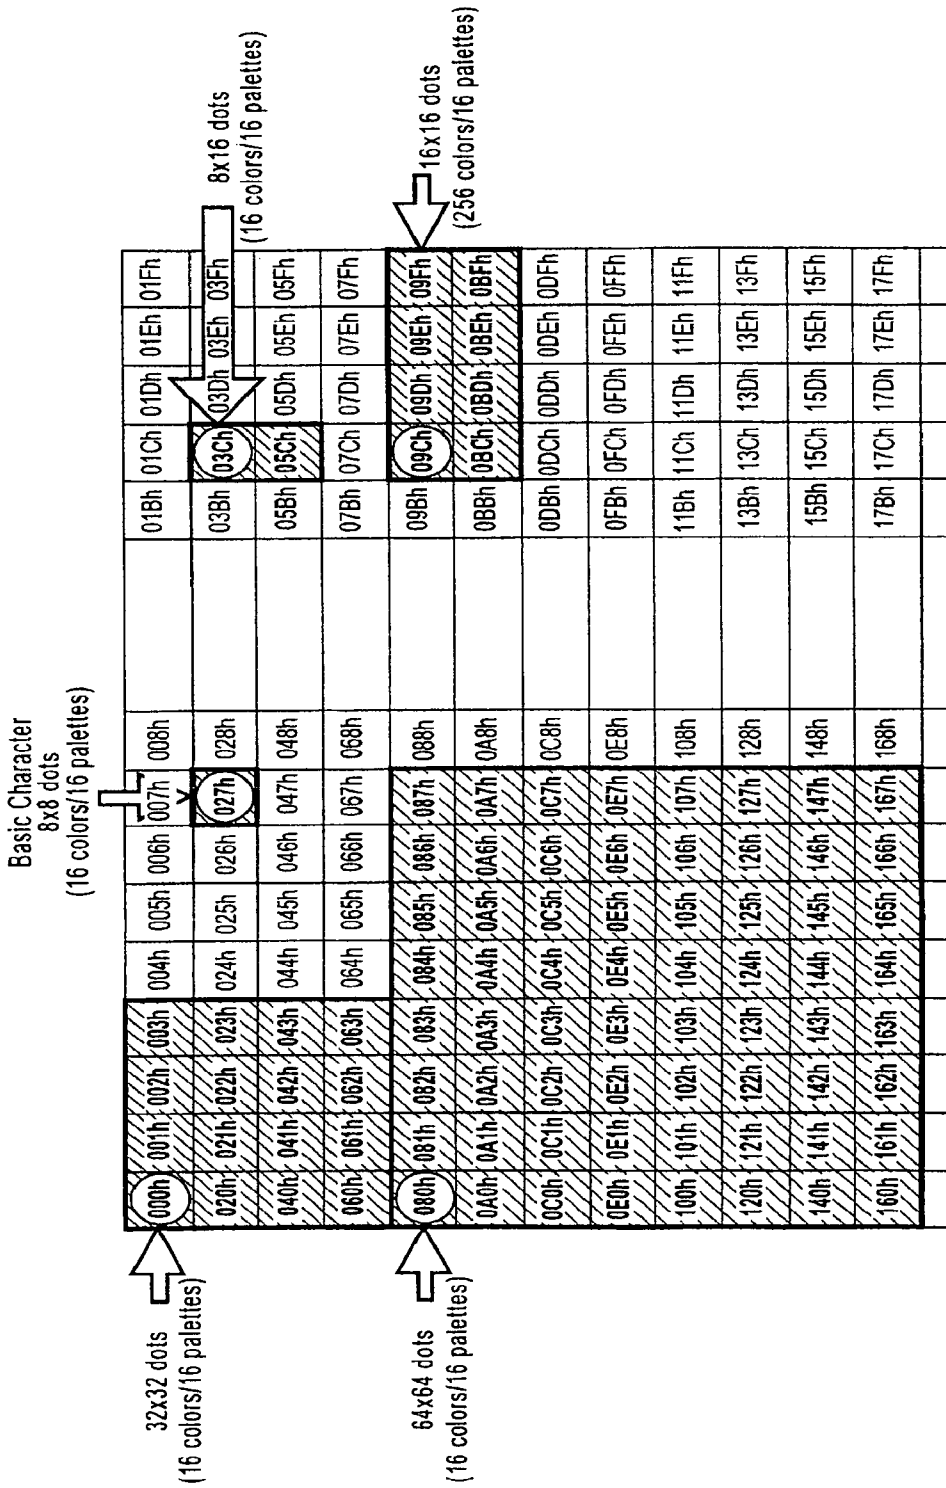 Basic Character
8x8 dots
(16 colors/16 palettes)
32x32 dots
(16 colors/16 palettes)
8x16 dots
(16 colors/16 palettes)
64x64 dots
(16 colors/16 palettes)
16x16 dots
(256 colors/16 palettes)
000h 001h 002h 003h 004h 005h 006h 007h 008h 01Bh 01Ch 01Dh 01Eh 01Fh
020h 021h 022h 023h 024h 025h 026h 027h 028h 03Bh 03Ch 03Dh 03Eh 03Fh
040h 041h 042h 043h 044h 045h 046h 047h 048h 05Bh 05Ch 05Dh 05Eh 05Fh
060h 061h 062h 063h 064h 065h 066h 067h 068h 07Bh 07Ch 07Dh 07Eh 07Fh
080h 081h 082h 083h 084h 085h 086h 087h 088h 09Bh 09Ch 09Dh 09Eh 09Fh
0A0h 0A1h 0A2h 0A3h 0A4h 0A5h 0A6h 0A7h 0A8h 0BBh 0BCh 0BDh 0BEh 0BFh
0C0h 0C1h 0C2h 0C3h 0C4h 0C5h 0C6h 0C7h 0C8h 0DBh 0DCh 0DDh 0DEh 0DFh
0E0h 0E1h 0E2h 0E3h 0E4h 0E5h 0E6h 0E7h 0E8h 0FBh 0FCh 0FDh 0FEh 0FFh
100h 101h 102h 103h 104h 105h 106h 107h 108h 11Bh 11Ch 11Dh 11Eh 11Fh
120h 121h 122h 123h 124h 125h 126h 127h 128h 13Bh 13Ch 13Dh 13Eh 13Fh
140h 141h 142h 143h 144h 145h 146h 147h 148h 15Bh 15Ch 15Dh 15Eh 15Fh
160h 161h 162h 163h 164h 165h 166h 167h 168h 17Bh 17Ch 17Dh 17Eh 17Fh